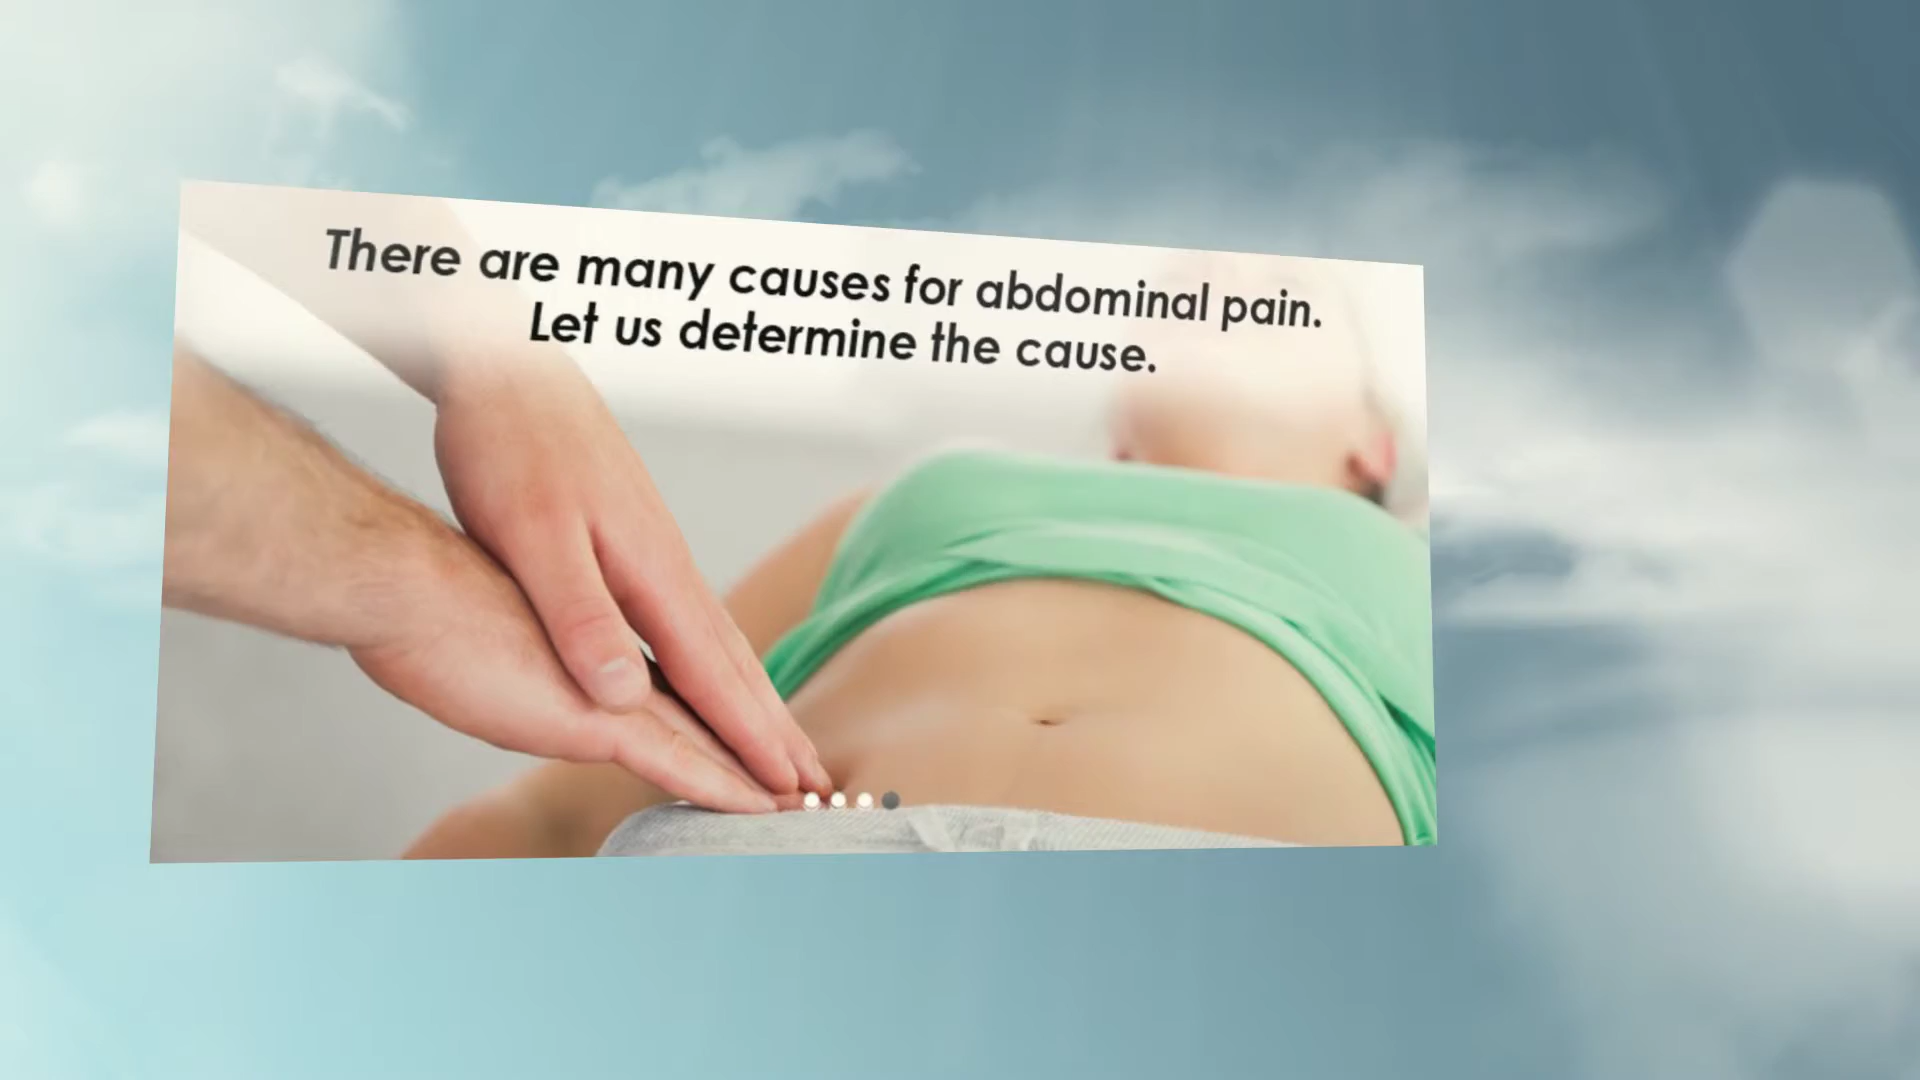 There are many causes for abdominal pain.
Let us determine the cause.